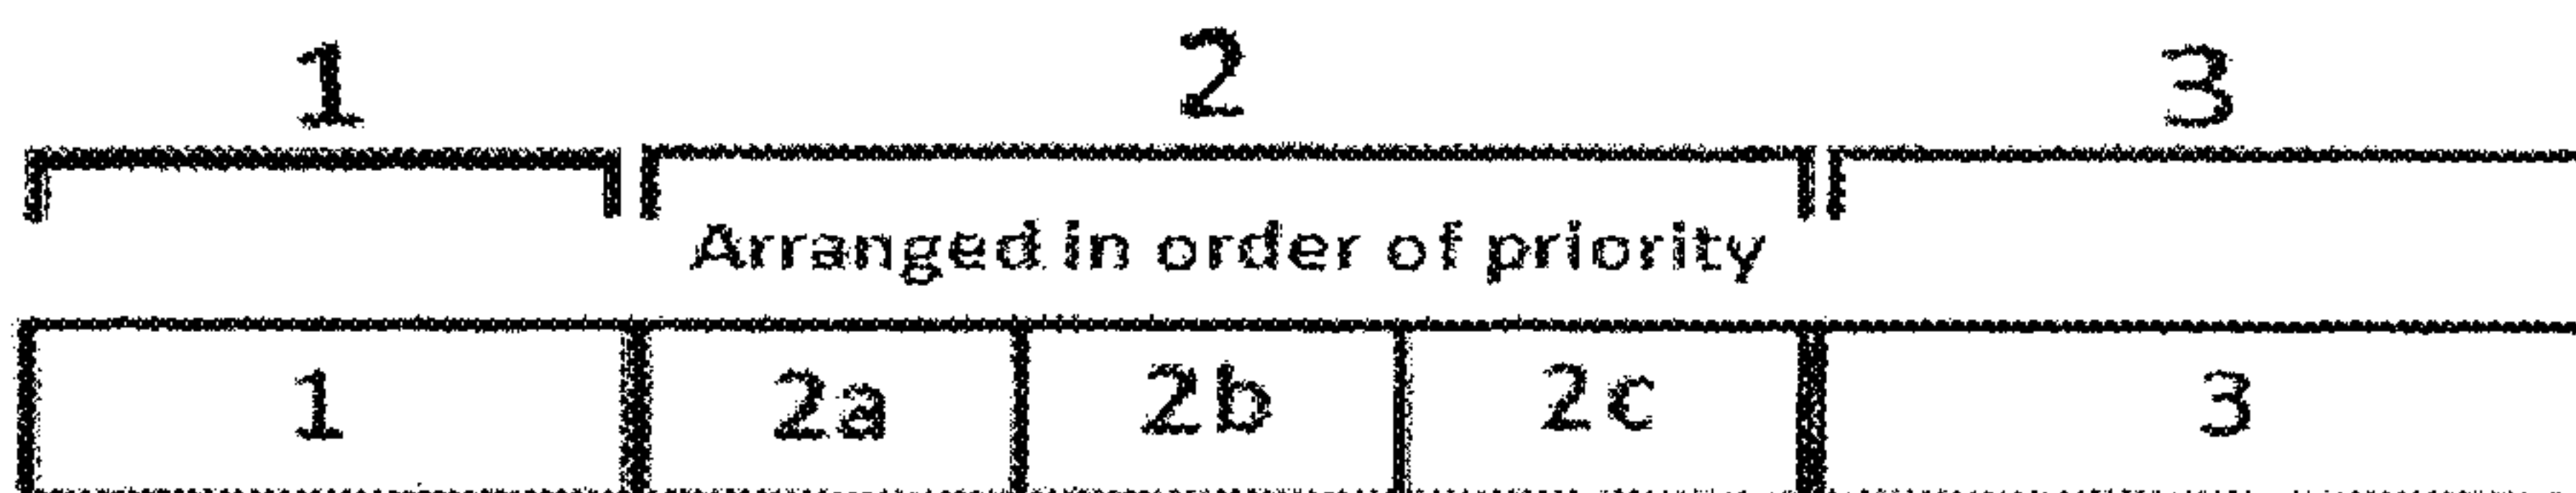 1 2 3
Arranged in order of priority
1 2a 2b 2c 3